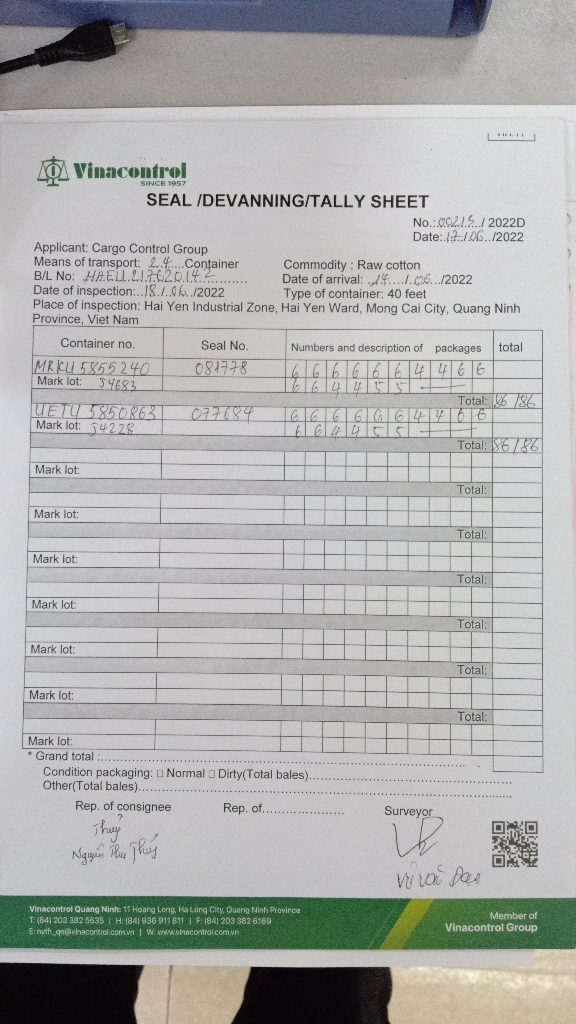 Vinacontrol
SINCE 1957
SEAL /DEVANNING/TALLY SHEET
No.: 00215 / 2022D
Date: 17/06 /2022
Applicant: Cargo Control Group
Means of transport: 24 Container
Commodity : Raw cotton
B/L No: HAEU 217620142
Date of arrival: 14 / 06 /2022
Date of inspection: 18 / 06 /2022
Type of container: 40 feet
Place of inspection: Hai Yen Industrial Zone, Hai Yen Ward, Mong Cai City, Quang Ninh
Province, Viet Nam
Container no. Seal No. Numbers and description of packages total
MRKU 5855240 081778 6 6 6 6 6 6 4 4 6 6
Mark lot: 54683 6 6 4 4 5 5
Total: 86 /86
UETU 5850863 077684 6 6 6 6 6 6 4 4 6 6
Mark lot: 54228 6 6 4 4 5 5
Total: 86/86
Mark lot:
Total:
Mark lot:
Total:
Mark lot:
Total:
Mark lot:
Total:
Mark lot:
Total:
Mark lot:
Total:
Mark lot:
* Grand total :
Condition packaging: □ Normal □ Dirty(Total bales)
Other(Total bales)
Rep. of consignee Rep. of Surveyor
Thuỷ
Nguyễn Thu Thuỷ
Vinacontrol Quang Ninh: 11 Hoang Long, Ha Long City, Quang Ninh Province
T: (84) 203 382 5535 | H: (84) 936 911 811 | F: (84) 203 382 6169
E: nvth_qn@vinacontrol.com.vn | W: www.vinacontrol.com.vn
Member of
Vinacontrol Group